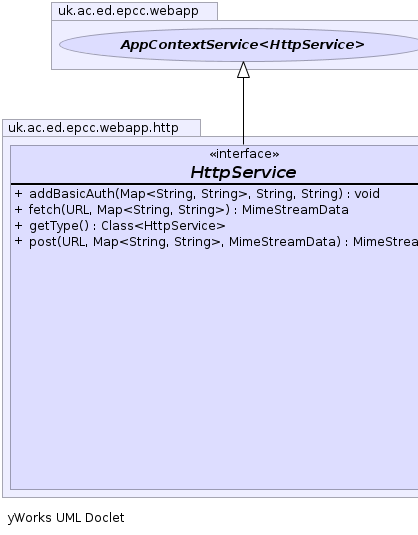 uk.ac.ed.epcc.webapp
AppContextService<HttpService>
uk.ac.ed.epcc.webapp.http
«interface»
HttpService
+ addBasicAuth(Map<String, String>, String, String) : void
+ fetch(URL, Map<String, String>) : MimeStreamData
+ getType() : Class<HttpService>
+ post(URL, Map<String, String>, MimeStreamData) : MimeStrea
yWorks UML Doclet